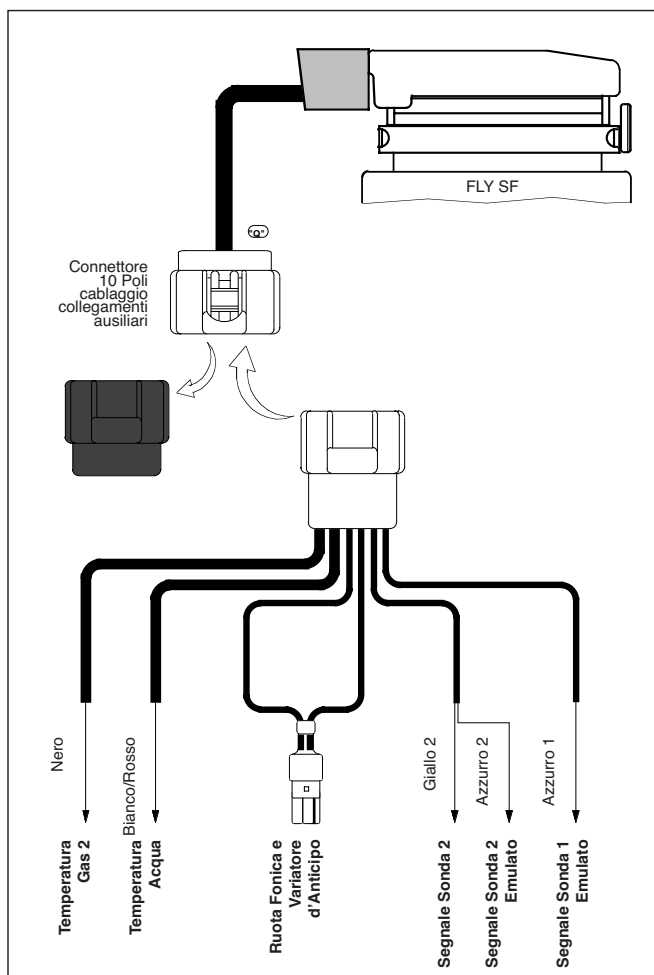 FLY SF
"Q"
Connettore
10 Poli
cablaggio
collegamenti
ausiliari
Nero
Bianco/Rosso
Giallo 2
Azzurro 2
Azzurro 1
Temperatura
Gas 2
Temperatura
Acqua
Ruota Fonica e
Variatore
d'Anticipo
Segnale Sonda 2
Segnale Sonda 2
Emulato
Segnale Sonda 1
Emulato